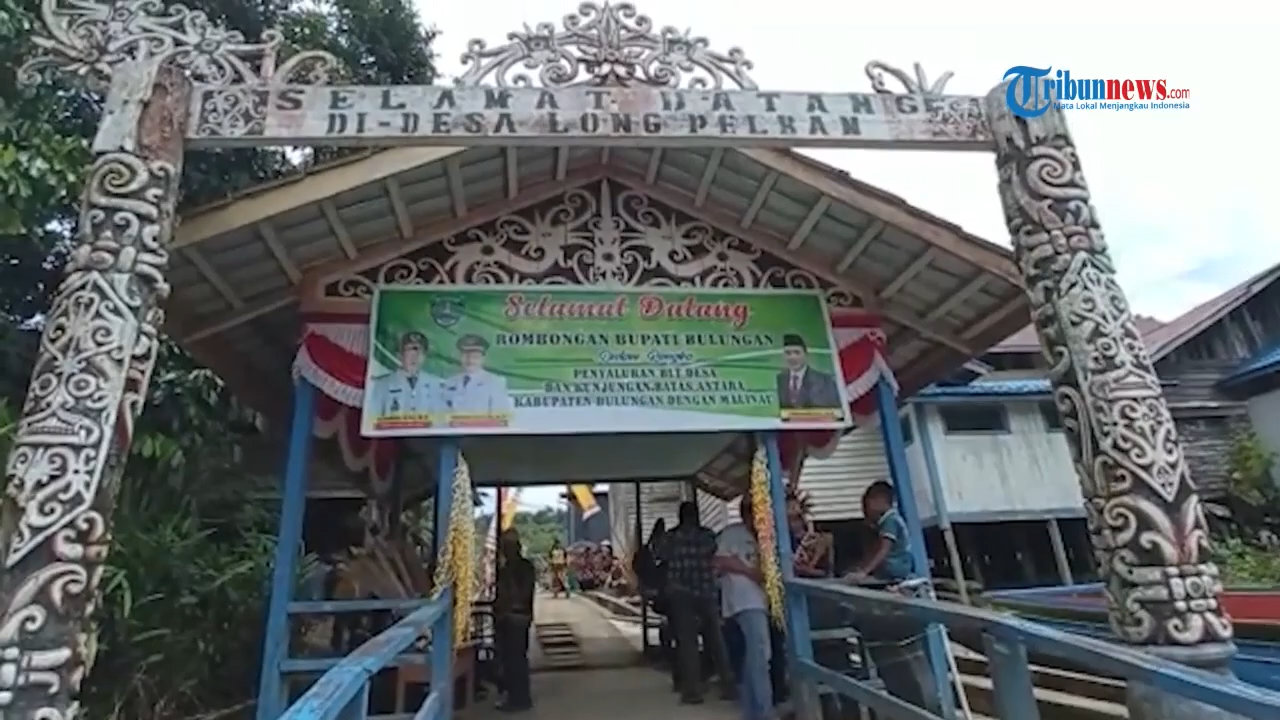 SELAMAT DATANG
DI-DESA LONG PELBAN
Tribunnews.com
Mata Lokal Menjangkau Indonesia
Selamat Datang
ROMBONGAN BUPATI BULUNGAN
Dalam Rangka
PENYALURAN BLT DESA
DAN KUNJUNGAN BATAS ANTARA
KABUPATEN BULUNGAN DENGAN MALINAU